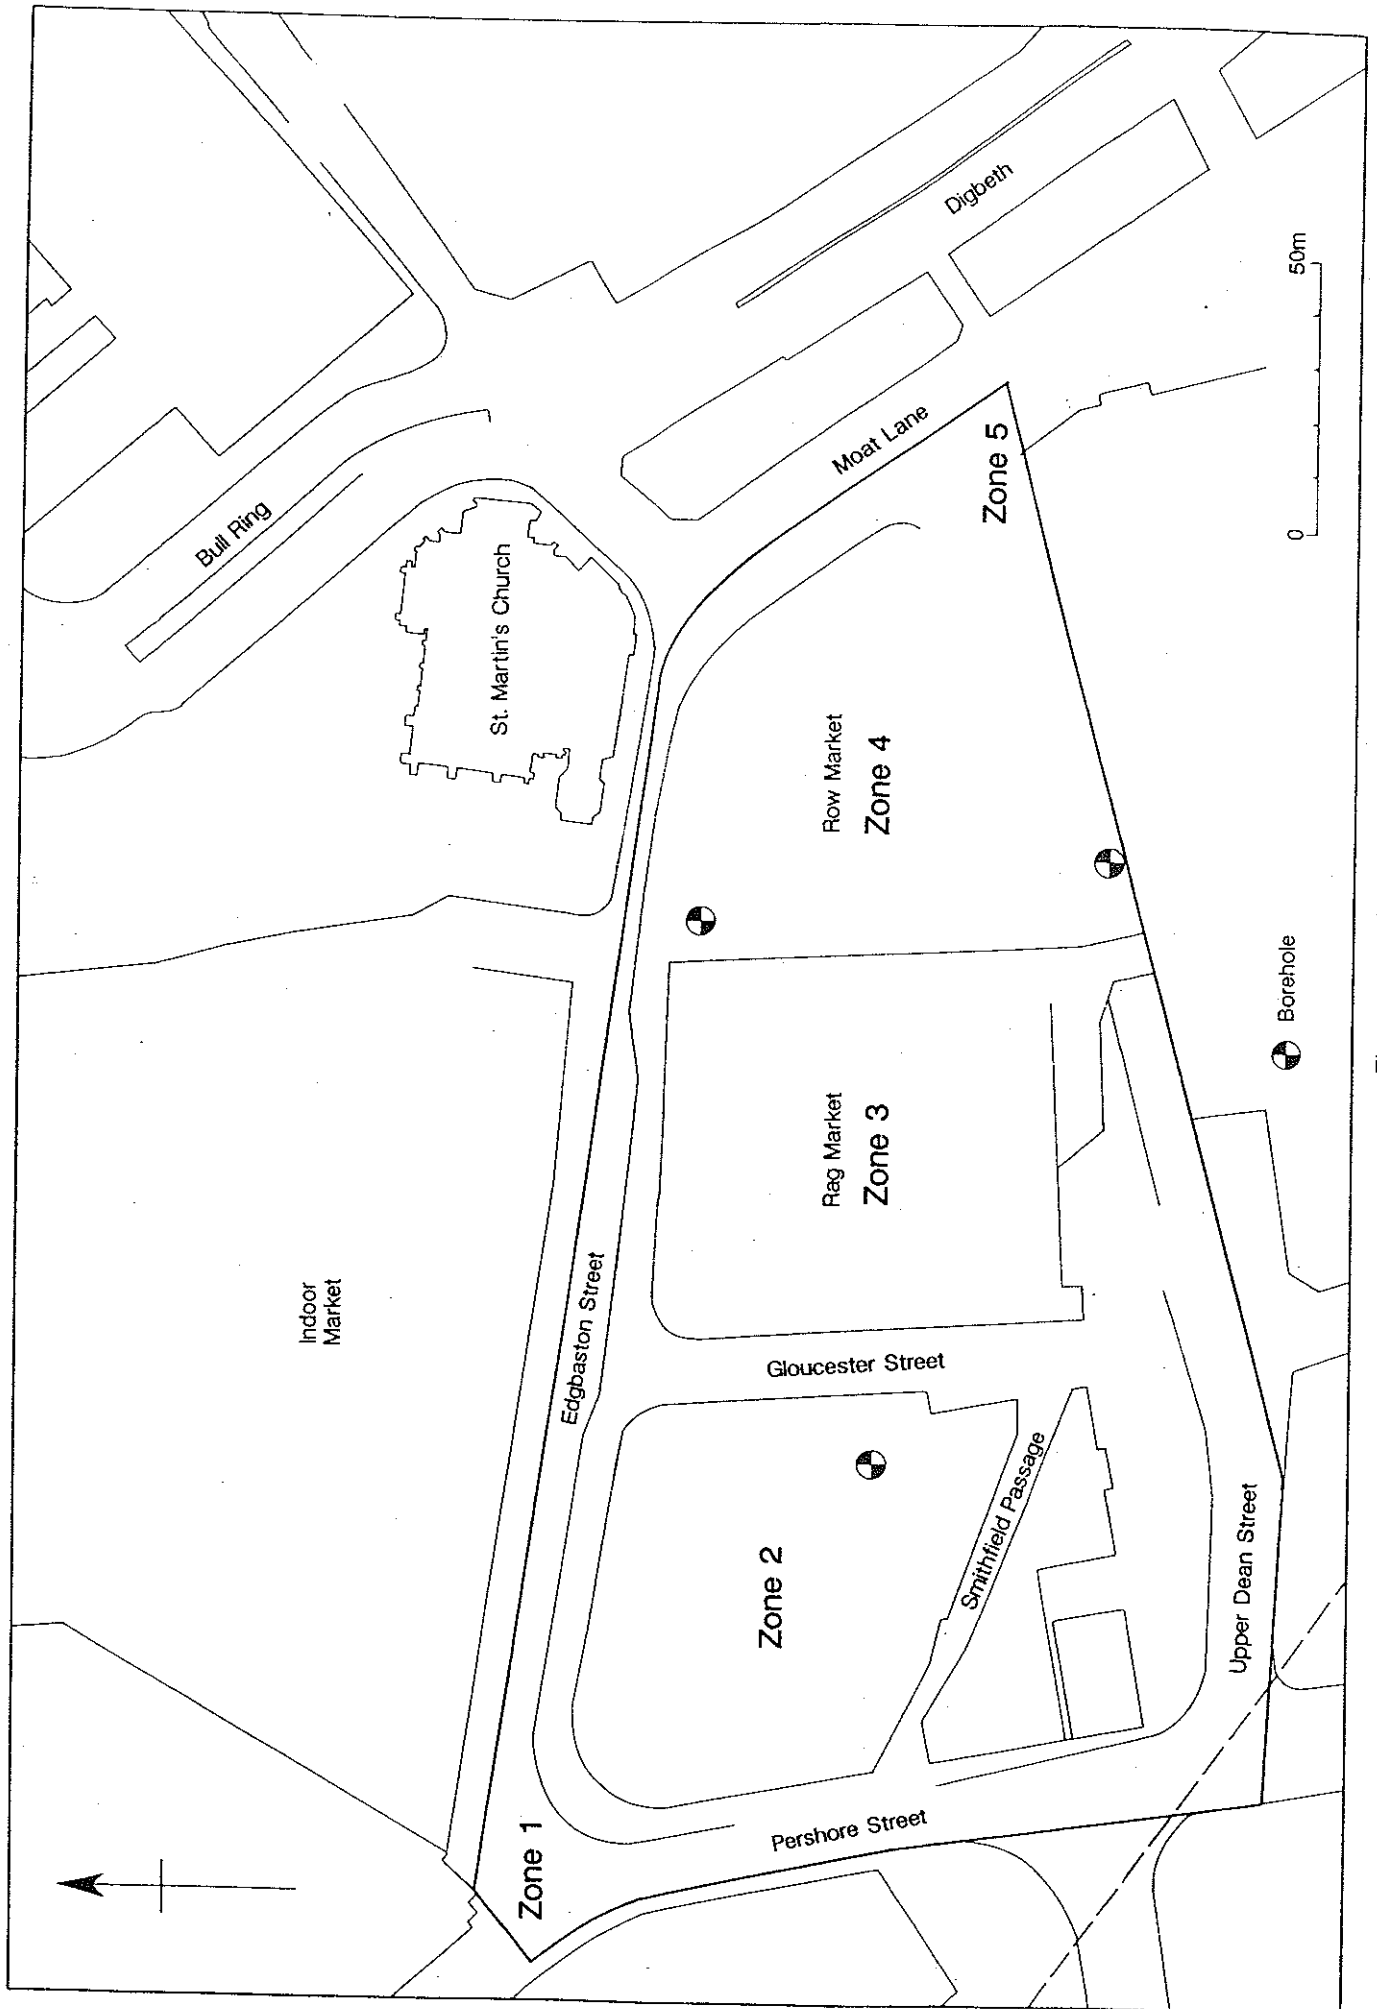 Bull Ring
Digbeth
St. Martin's Church
Moat Lane
Zone 5
50m
0
Indoor
Market
Edgbaston Street
Row Market
Zone 4
Rag Market
Zone 3
Gloucester Street
Borehole
Zone 2
Smithfield Passage
Upper Dean Street
Zone 1
Pershore Street